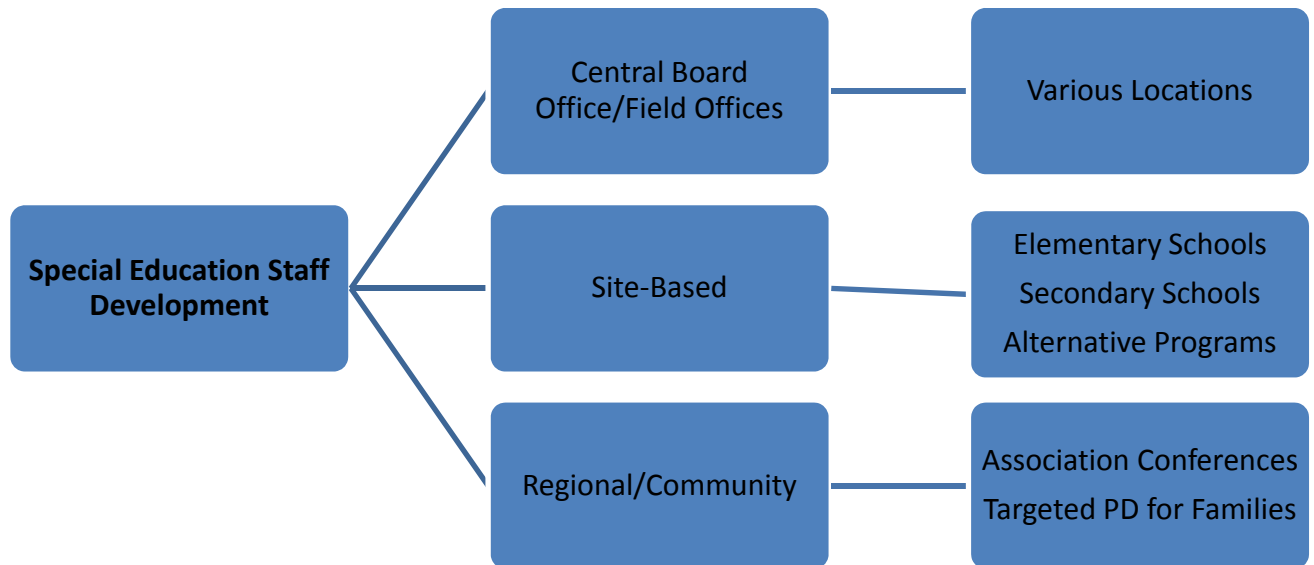 Central Board
Office/Field Offices
Various Locations
Special Education Staff
Development
Site-Based
Elementary Schools
Secondary Schools
Alternative Programs
Regional/Community
Association Conferences
Targeted PD for Families